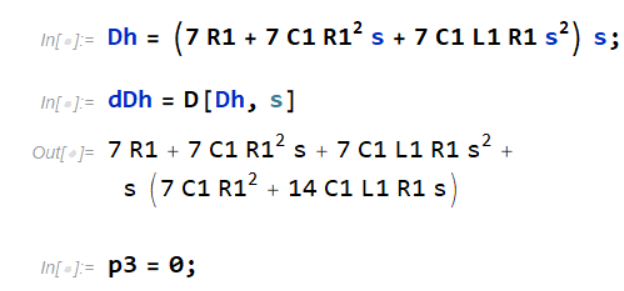 In[ ]:= Dh = (7 R1 + 7 C1 R1² s + 7 C1 L1 R1 s²) s;
In[ ]:= dDh = D[Dh, s]
Out[ ]= 7 R1 + 7 C1 R1² s + 7 C1 L1 R1 s² +
s (7 C1 R1² + 14 C1 L1 R1 s)
In[ ]:= p3 = 0;